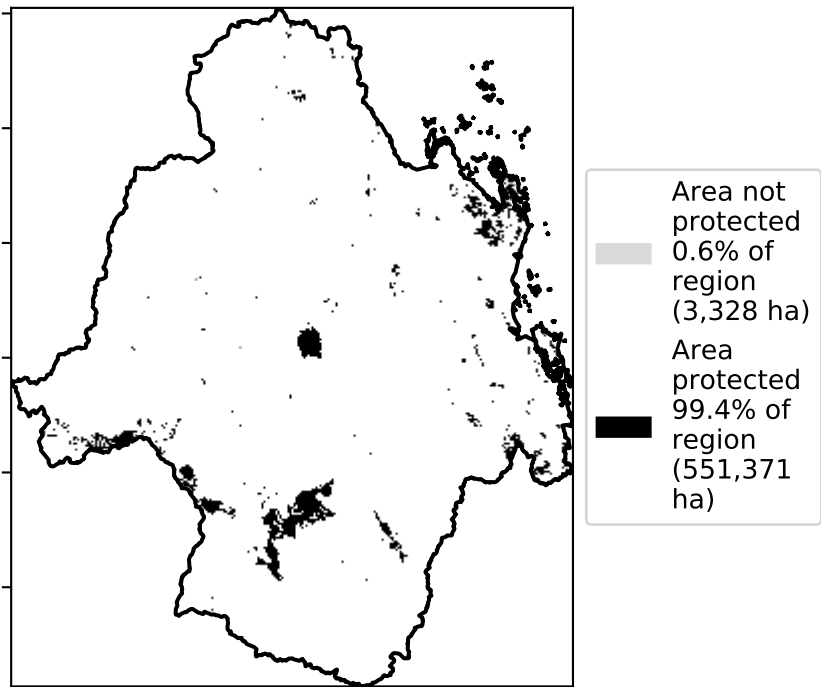 Area not
protected
0.6% of
region
(3,328 ha)
Area
protected
99.4% of
region
(551,371
ha)